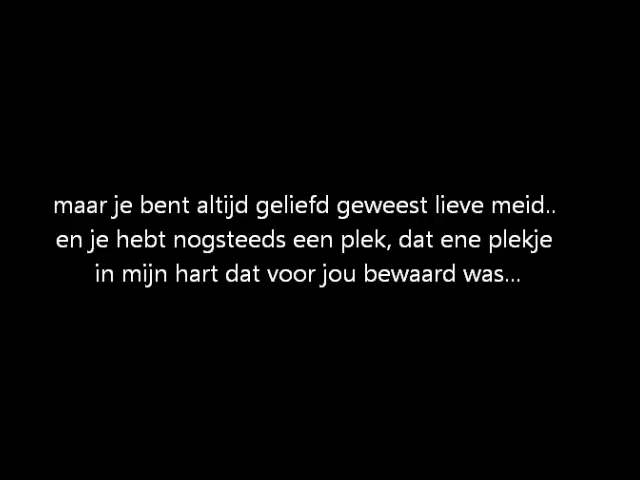 maar je bent altijd geliefd geweest lieve meid..
en je hebt nogsteeds een plek, dat ene plekje
in mijn hart dat voor jou bewaard was...